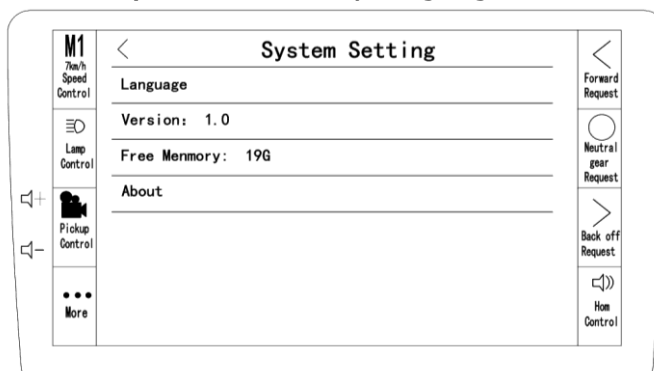 M1
7km/h
Speed
Control
Lamp
Control
Pickup
Control
More
System Setting
Language
Version: 1.0
Free Menmory: 19G
About
Forward
Request
Neutral
gear
Request
Back off
Request
Hom
Control